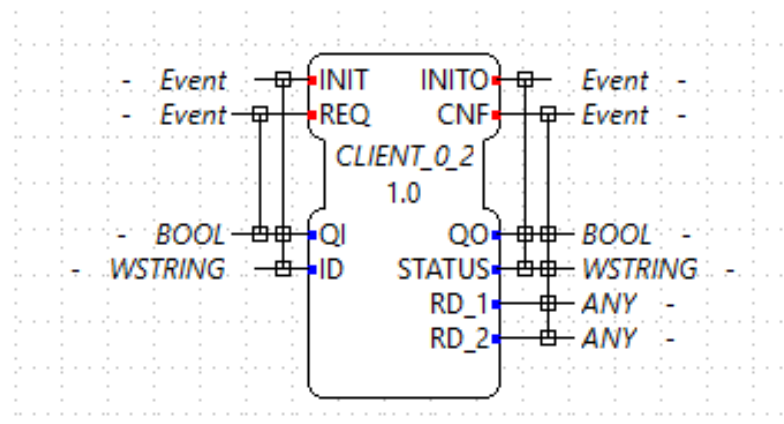 - Event INIT INITO Event -
- Event REQ CNF Event -
CLIENT_0_2
1.0
- BOOL QI QO BOOL -
- WSTRING ID STATUS WSTRING -
RD_1 ANY -
RD_2 ANY -